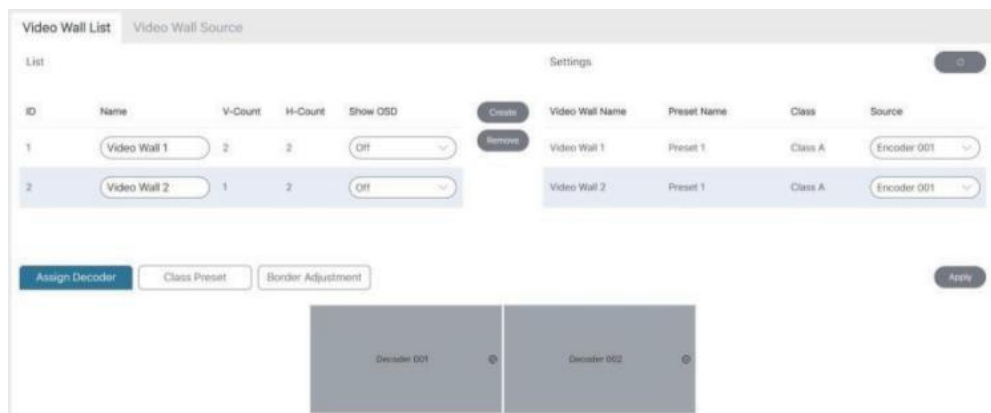 Video Wall List Video Wall Source
List Settings
ID Name V-Count H-Count Show OSD Create Video Wall Name Preset Name Class Source
1 Video Wall 1 2 2 Off Remove Video Wall 1 Preset 1 Class A Encoder 001
2 Video Wall 2 1 2 Off Video Wall 2 Preset 1 Class A Encoder 001
Assign Decoder Class Preset Border Adjustment Apply
Decoder 001 Decoder 002